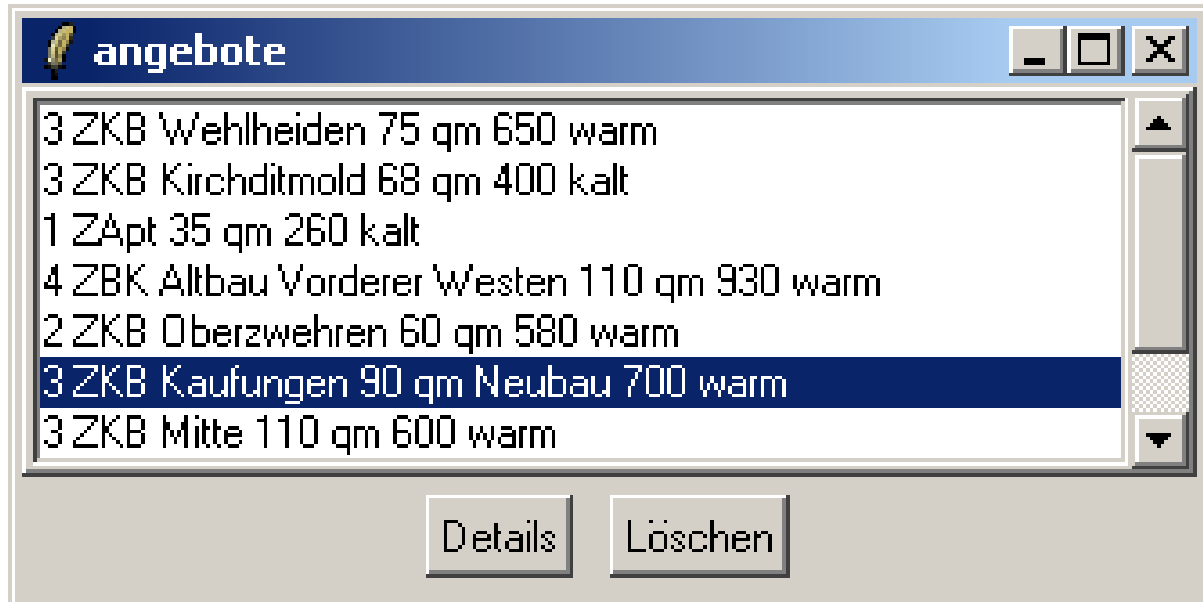 angebote
3 ZKB Wehlheiden 75 qm 650 warm
3 ZKB Kirchditmold 68 qm 400 kalt
1 ZApt 35 qm 260 kalt
4 ZBK Altbau Vorderer Westen 110 qm 930 warm
2 ZKB Oberzwehren 60 qm 580 warm
3 ZKB Kaufungen 90 qm Neubau 700 warm
3 ZKB Mitte 110 qm 600 warm
Details Löschen